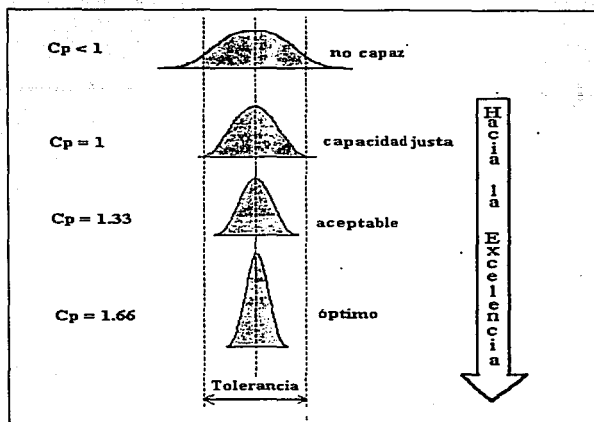 Cp < 1
no capaz
Cp = 1
capacidad justa
Cp = 1.33
aceptable
Cp = 1.66
óptimo
Tolerancia
Hacia la Excelencia